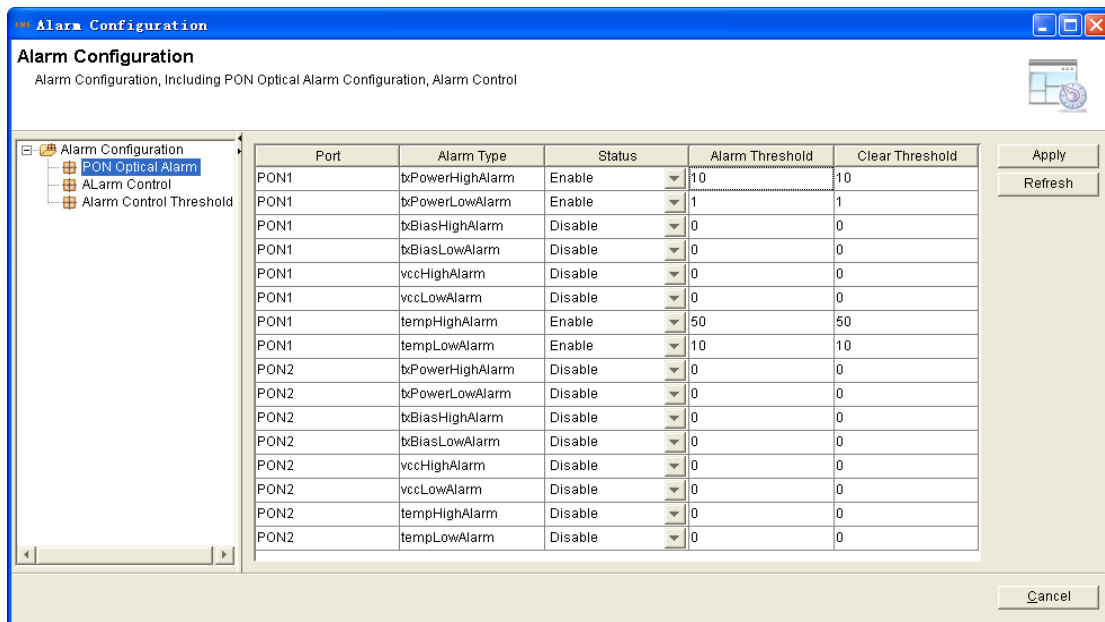 EMS Alarm Configuration
Alarm Configuration
Alarm Configuration, Including PON Optical Alarm Configuration, Alarm Control
Alarm Configuration
PON Optical Alarm
ALarm Control
Alarm Control Threshold
Port Alarm Type Status Alarm Threshold Clear Threshold
PON1 txPowerHighAlarm Enable 10 10
PON1 txPowerLowAlarm Enable 1 1
PON1 txBiasHighAlarm Disable 0 0
PON1 txBiasLowAlarm Disable 0 0
PON1 vccHighAlarm Disable 0 0
PON1 vccLowAlarm Disable 0 0
PON1 tempHighAlarm Enable 50 50
PON1 tempLowAlarm Enable 10 10
PON2 txPowerHighAlarm Disable 0 0
PON2 txPowerLowAlarm Disable 0 0
PON2 txBiasHighAlarm Disable 0 0
PON2 txBiasLowAlarm Disable 0 0
PON2 vccHighAlarm Disable 0 0
PON2 vccLowAlarm Disable 0 0
PON2 tempHighAlarm Disable 0 0
PON2 tempLowAlarm Disable 0 0
Apply
Refresh
Cancel